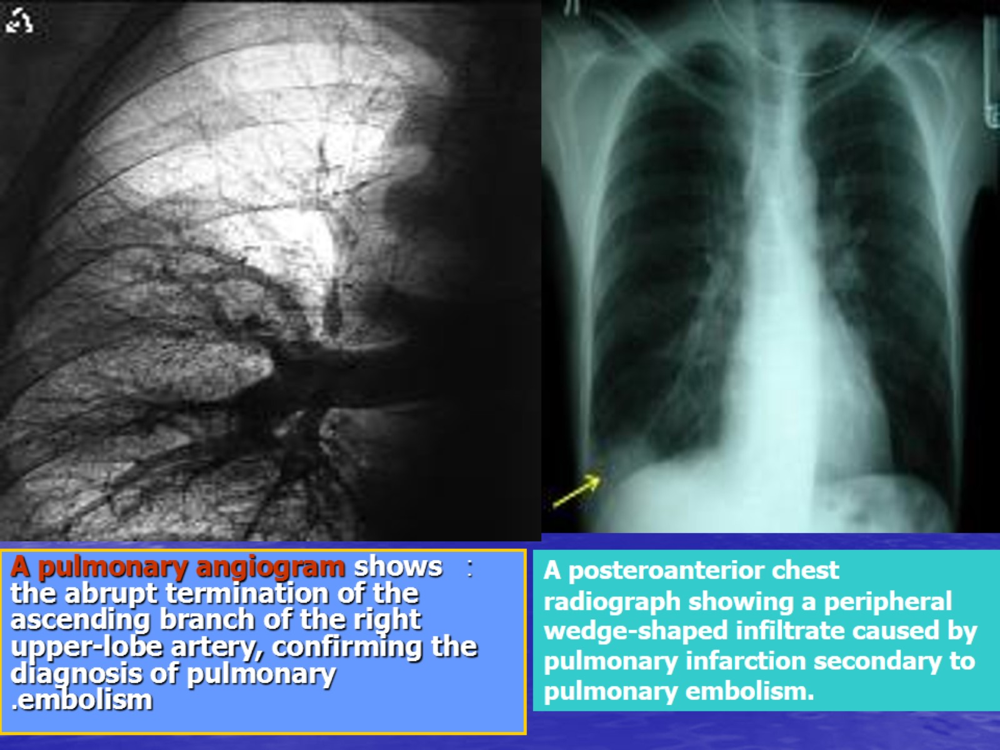 A pulmonary angiogram shows :
the abrupt termination of the
ascending branch of the right
upper-lobe artery, confirming the
diagnosis of pulmonary
.embolism
A posteroanterior chest
radiograph showing a peripheral
wedge-shaped infiltrate caused by
pulmonary infarction secondary to
pulmonary embolism.